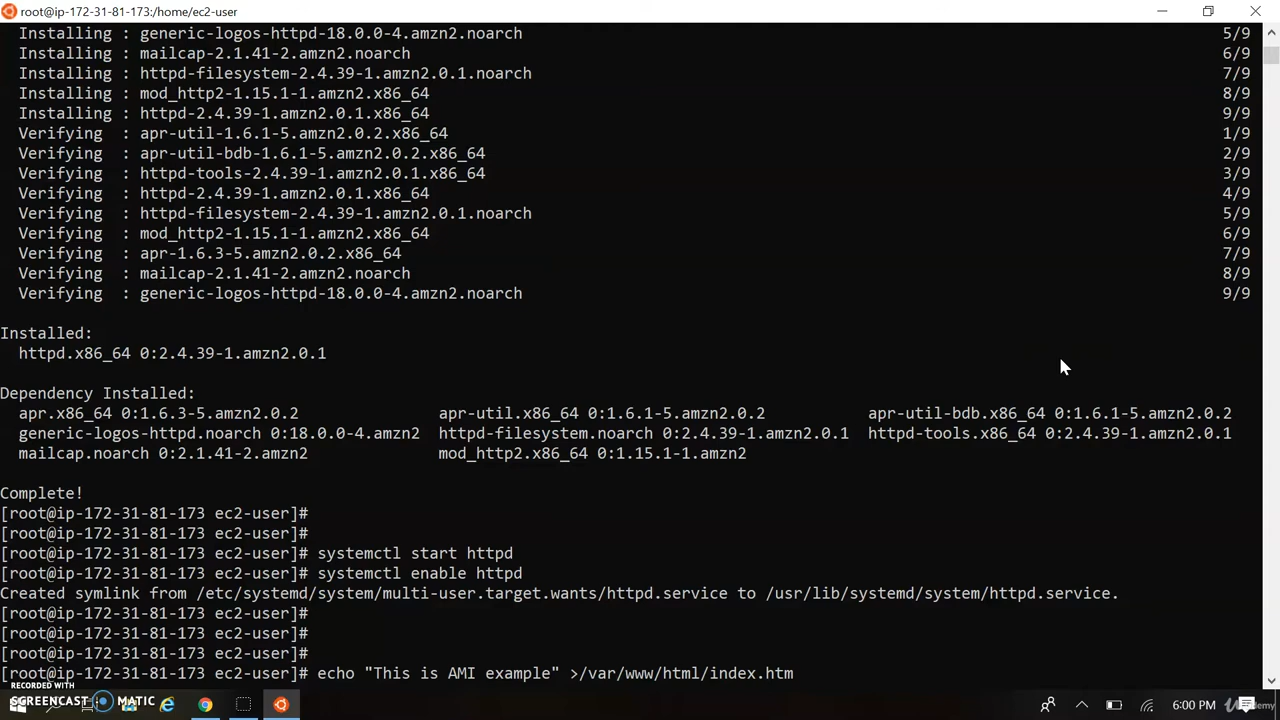 root@ip-172-31-81-173:/home/ec2-user
Installing : generic-logos-httpd-18.0.0-4.amzn2.noarch 5/9
Installing : mailcap-2.1.41-2.amzn2.noarch 6/9
Installing : httpd-filesystem-2.4.39-1.amzn2.0.1.noarch 7/9
Installing : mod_http2-1.15.1-1.amzn2.x86_64 8/9
Installing : httpd-2.4.39-1.amzn2.0.1.x86_64 9/9
Verifying : apr-util-1.6.1-5.amzn2.0.2.x86_64 1/9
Verifying : apr-util-bdb-1.6.1-5.amzn2.0.2.x86_64 2/9
Verifying : httpd-tools-2.4.39-1.amzn2.0.1.x86_64 3/9
Verifying : httpd-2.4.39-1.amzn2.0.1.x86_64 4/9
Verifying : httpd-filesystem-2.4.39-1.amzn2.0.1.noarch 5/9
Verifying : mod_http2-1.15.1-1.amzn2.x86_64 6/9
Verifying : apr-1.6.3-5.amzn2.0.2.x86_64 7/9
Verifying : mailcap-2.1.41-2.amzn2.noarch 8/9
Verifying : generic-logos-httpd-18.0.0-4.amzn2.noarch 9/9
Installed:
httpd.x86_64 0:2.4.39-1.amzn2.0.1
Dependency Installed:
apr.x86_64 0:1.6.3-5.amzn2.0.2 apr-util.x86_64 0:1.6.1-5.amzn2.0.2 apr-util-bdb.x86_64 0:1.6.1-5.amzn2.0.2
generic-logos-httpd.noarch 0:18.0.0-4.amzn2 httpd-filesystem.noarch 0:2.4.39-1.amzn2.0.1 httpd-tools.x86_64 0:2.4.39-1.amzn2.0.1
mailcap.noarch 0:2.1.41-2.amzn2 mod_http2.x86_64 0:1.15.1-1.amzn2
Complete!
[root@ip-172-31-81-173 ec2-user]#
[root@ip-172-31-81-173 ec2-user]#
[root@ip-172-31-81-173 ec2-user]# systemctl start httpd
[root@ip-172-31-81-173 ec2-user]# systemctl enable httpd
Created symlink from /etc/systemd/system/multi-user.target.wants/httpd.service to /usr/lib/systemd/system/httpd.service.
[root@ip-172-31-81-173 ec2-user]#
[root@ip-172-31-81-173 ec2-user]#
[root@ip-172-31-81-173 ec2-user]#
[root@ip-172-31-81-173 ec2-user]# echo "This is AMI example" >/var/www/html/index.htm
RECORDED WITH
SCREENCAST MATIC
6:00 PM
Udemy